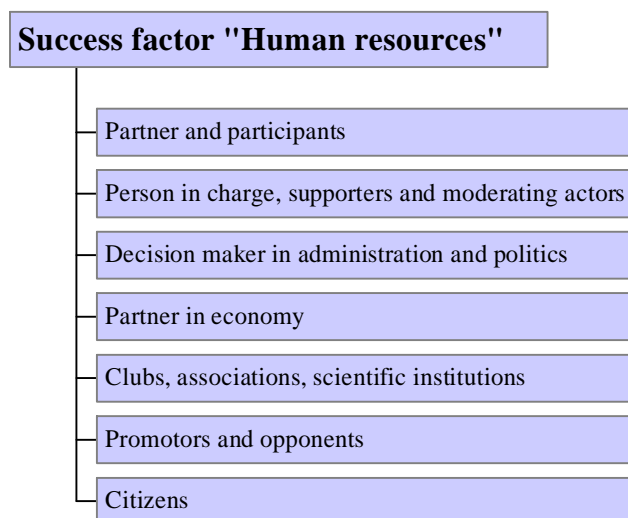 Success factor "Human resources"
Partner and participants
Person in charge, supporters and moderating actors
Decision maker in administration and politics
Partner in economy
Clubs, associations, scientific institutions
Promotors and opponents
Citizens